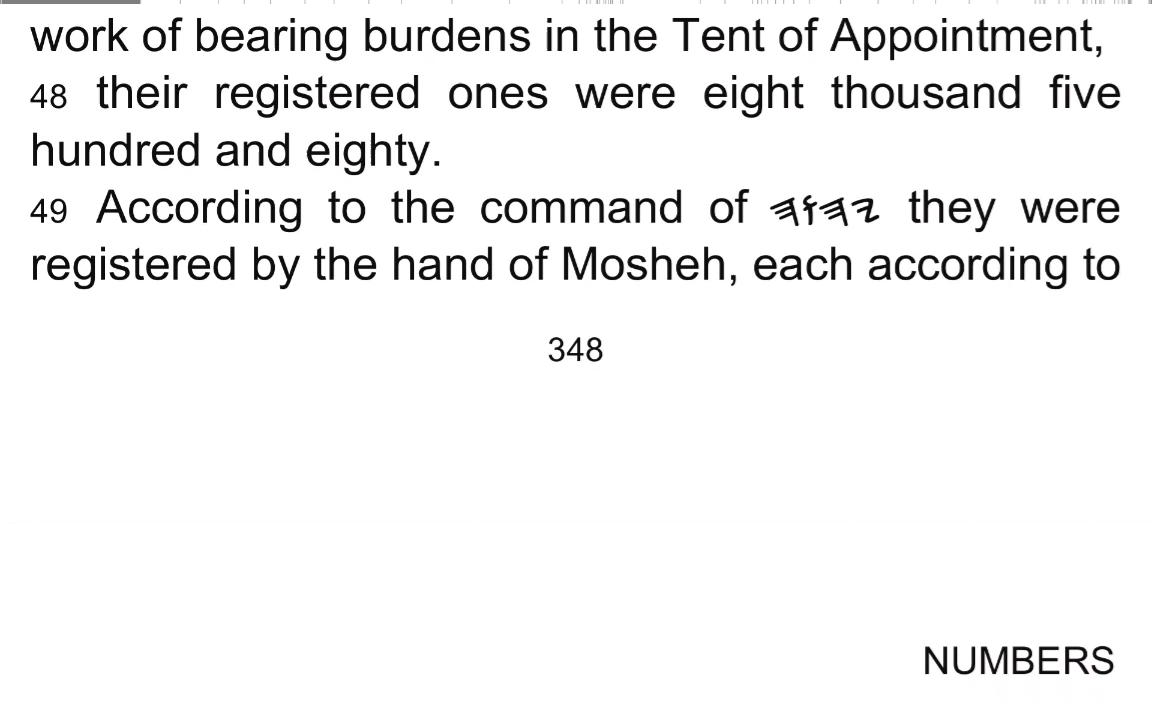 work of bearing burdens in the Tent of Appointment,
48 their registered ones were eight thousand five
hundred and eighty.
49 According to the command of 𐤉𐤄𐤅𐤄 they were
registered by the hand of Mosheh, each according to
348
NUMBERS